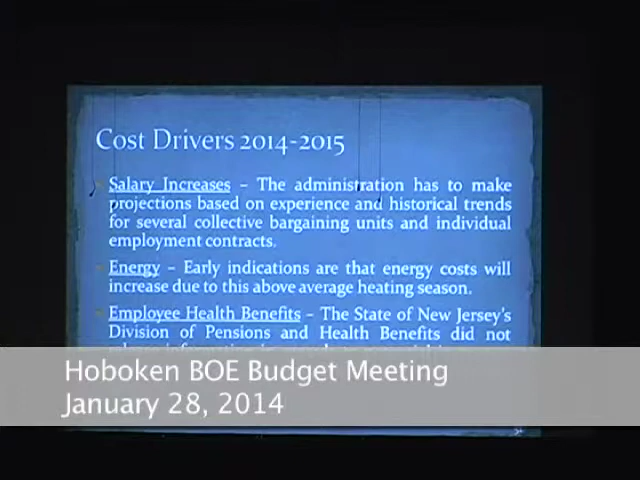 Cost Drivers 2014-2015
Salary Increases – The administration has to make
projections based on experience and historical trends
for several collective bargaining units and individual
employment contracts.
Energy – Early indications are that energy costs will
increase due to this above average heating season.
Employee Health Benefits – The State of New Jersey's
Division of Pensions and Health Benefits did not
Hoboken BOE Budget Meeting
January 28, 2014